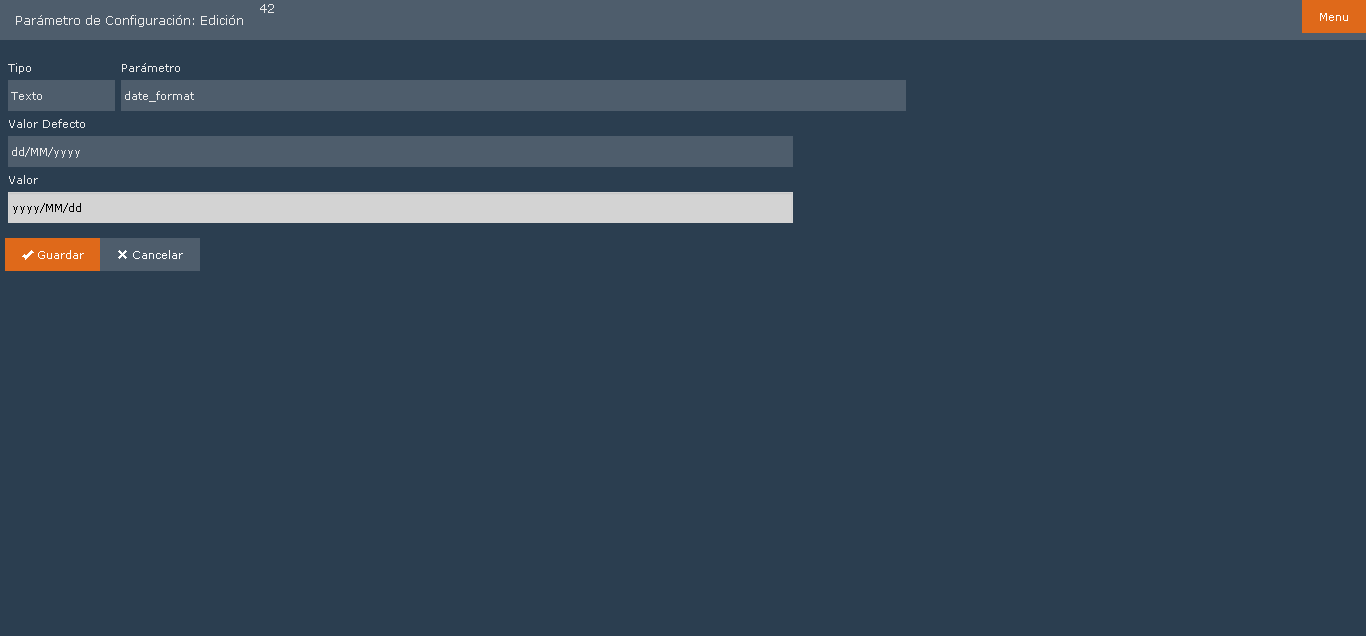 Parámetro de Configuración: Edición 42
Menu
Tipo Parámetro
Texto date_format
Valor Defecto
dd/MM/yyyy
Valor
yyyy/MM/dd
Guardar Cancelar